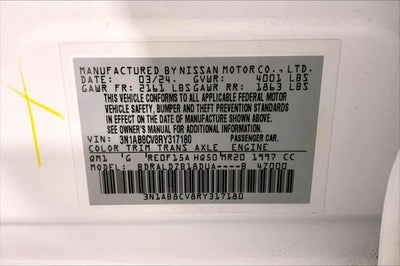 MANUFACTURED BY NISSAN MOTOR CO., LTD.
DATE: 03/24. GVWR: 4001 LBS
GAWR FR: 2161 LBS GAWR RR: 1863 LBS
THIS VEHICLE CONFORMS TO ALL APPLICABLE FEDERAL MOTOR
VEHICLE SAFETY, BUMPER AND THEFT PREVENTION STANDARDS
IN EFFECT ON THE DATE OF MANUFACTURE SHOWN ABOVE.
SEE OWNER'S MANUAL FOR ADDITIONAL INFORMATION.
VIN: 3N1AB8CV8RY317180 PASSENGER CAR.
COLOR TRIM TRANS AXLE ENGINE
QM1 G RE0F15A HQ50 MR20 1997 CC
MODEL: BDRALDZB18DUA----B 4Z000
3N1AB8CV8RY317180